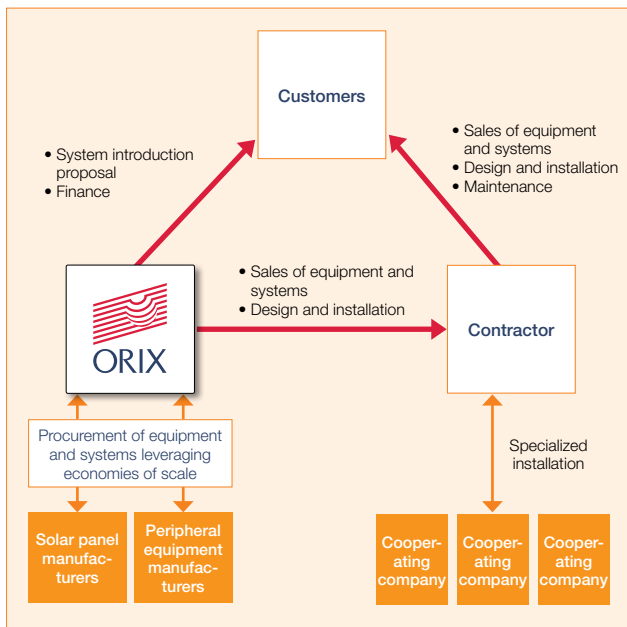 Customers
• System introduction
proposal
• Finance
• Sales of equipment
and systems
• Design and installation
• Maintenance
• Sales of equipment and
systems
• Design and installation
ORIX
Contractor
Procurement of equipment
and systems leveraging
economies of scale
Specialized
installation
Solar panel
manufac-
turers
Peripheral
equipment
manufac-
turers
Cooper-
ating
company
Cooper-
ating
company
Cooper-
ating
company